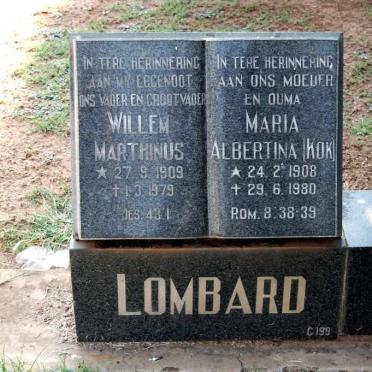 IN TERE HERINNERING
AAN MY EGGENOOT
ONS VADER EN GROOTVADER
WILLEM
MARTHINUS
★ 27.9.1909
† 1.3.1979
JES. 43.1
IN TERE HERINNERING
AAN ONS MOEDER
EN OUMA
MARIA
ALBERTINA (KOK)
★ 24.2.1908
† 29.6.1980
ROM. 8:38-39
LOMBARD
C 199